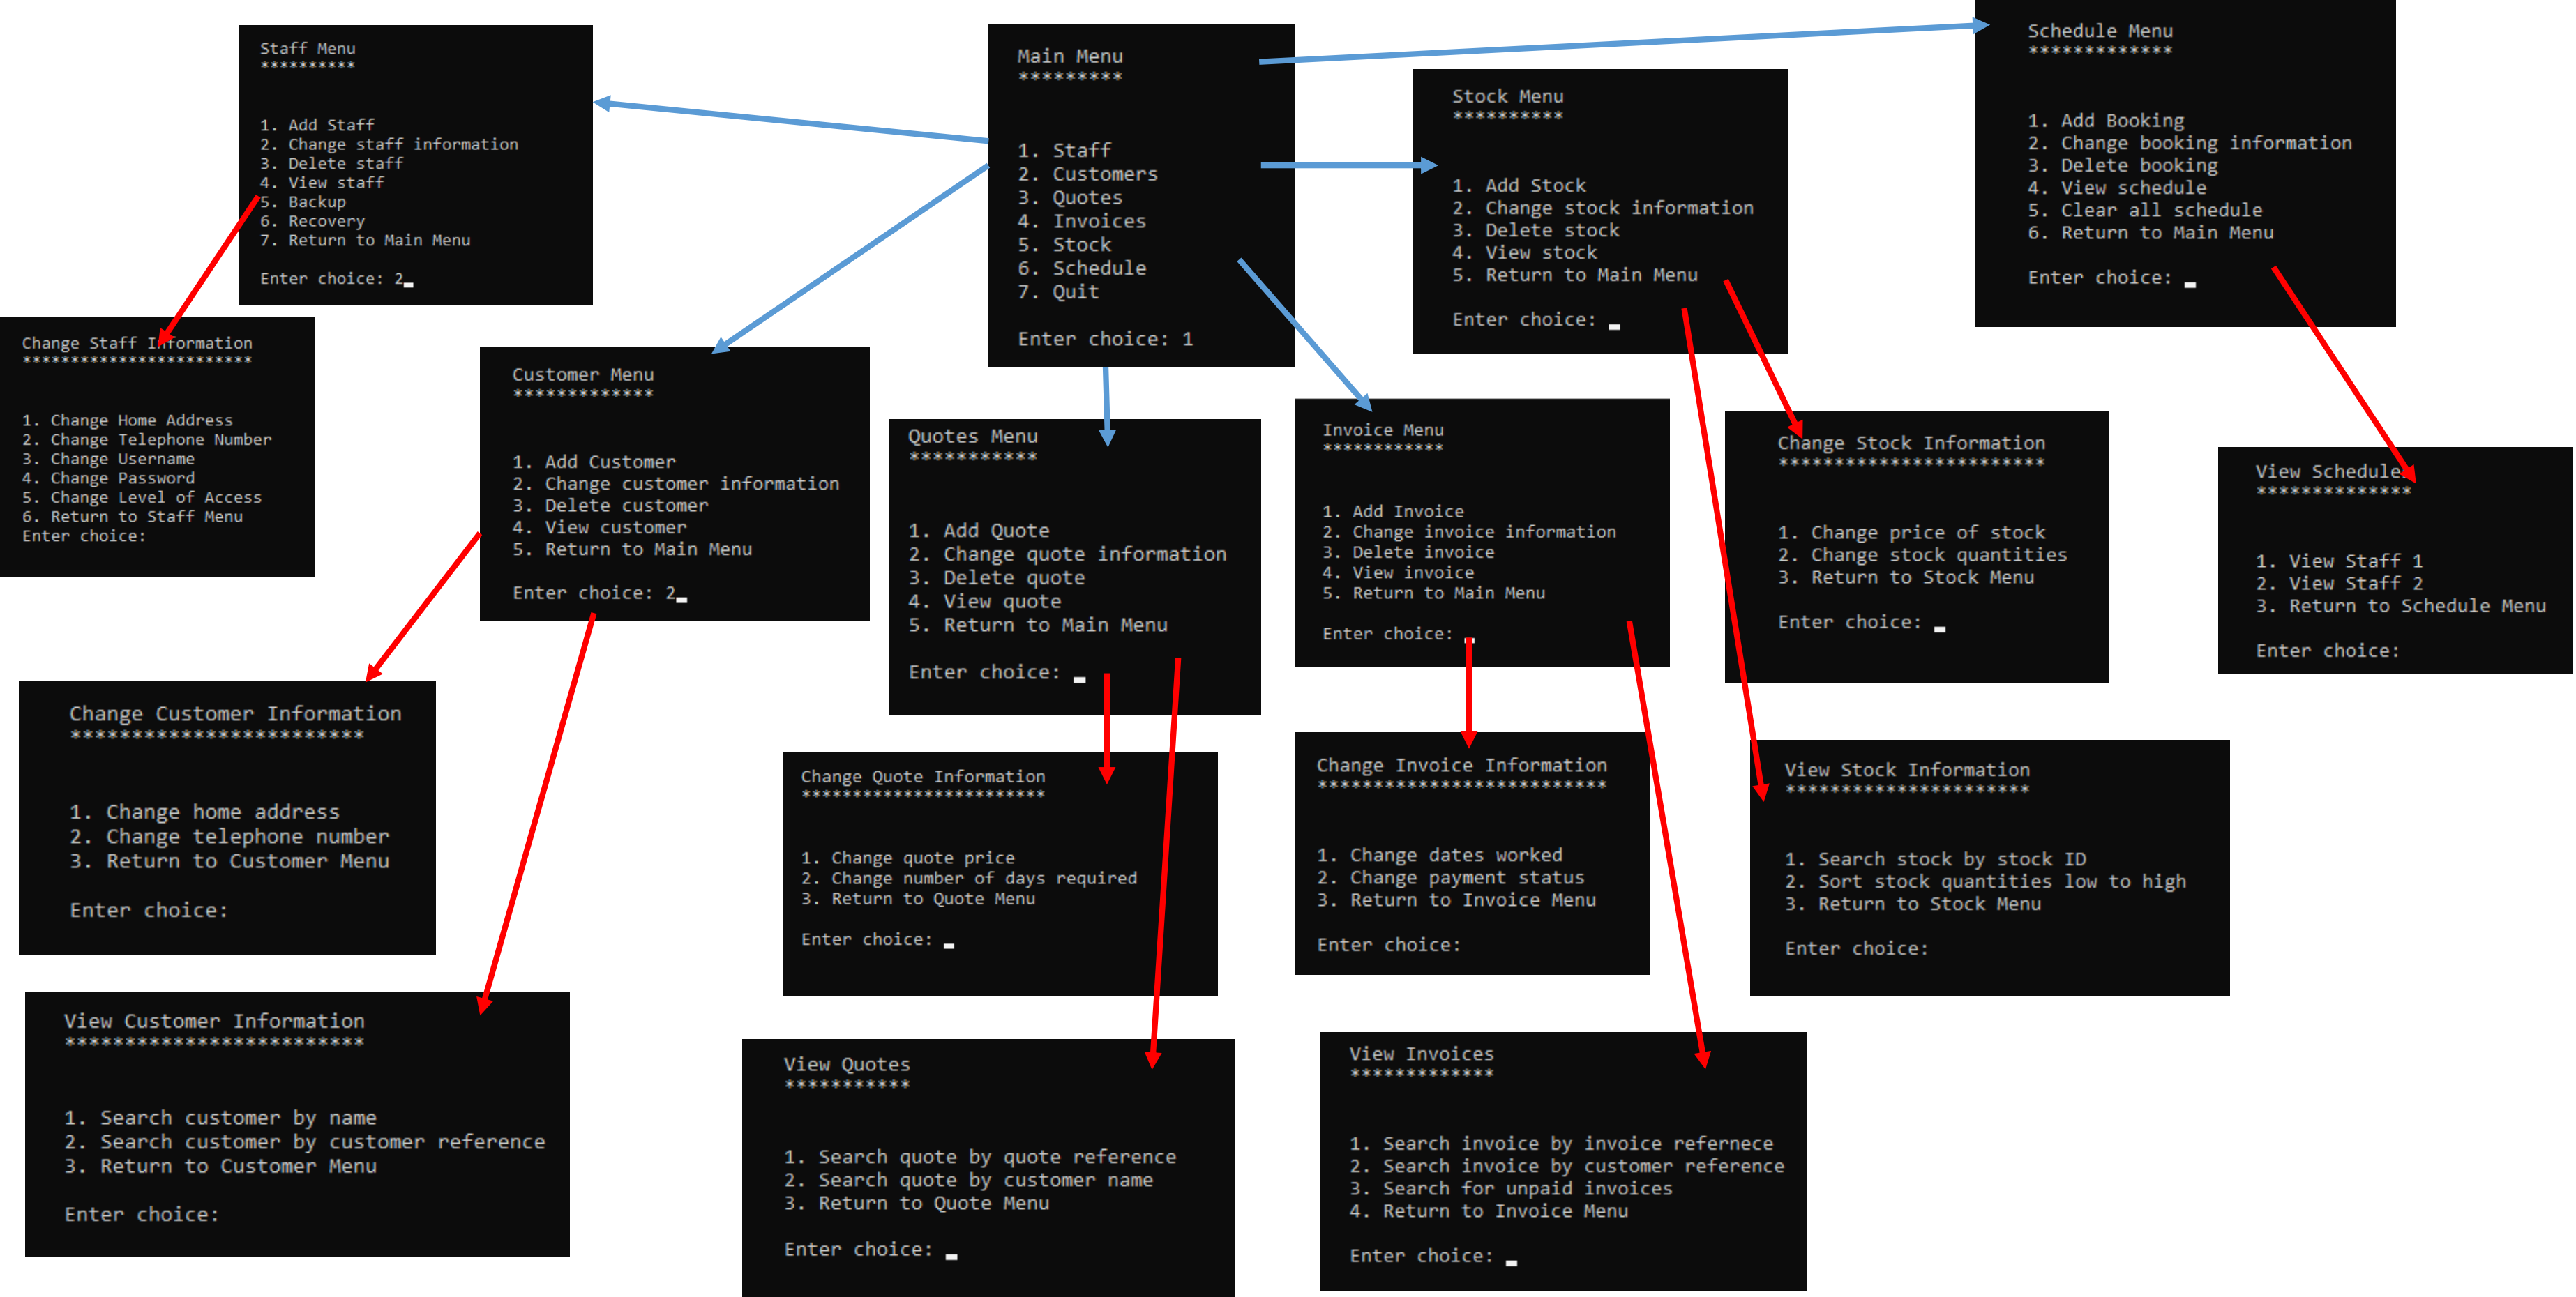 Staff Menu
**********
1. Add Staff
2. Change staff information
3. Delete staff
4. View staff
5. Backup
6. Recovery
7. Return to Main Menu
Enter choice: 2_
Main Menu
*********
1. Staff
2. Customers
3. Quotes
4. Invoices
5. Stock
6. Schedule
7. Quit
Enter choice: 1
Stock Menu
**********
1. Add Stock
2. Change stock information
3. Delete stock
4. View stock
5. Return to Main Menu
Enter choice: _
Schedule Menu
*************
1. Add Booking
2. Change booking information
3. Delete booking
4. View schedule
5. Clear all schedule
6. Return to Main Menu
Enter choice: _
Change Staff Information
************************
1. Change Home Address
2. Change Telephone Number
3. Change Username
4. Change Password
5. Change Level of Access
6. Return to Staff Menu
Enter choice:
Customer Menu
*************
1. Add Customer
2. Change customer information
3. Delete customer
4. View customer
5. Return to Main Menu
Enter choice: 2_
Quotes Menu
***********
1. Add Quote
2. Change quote information
3. Delete quote
4. View quote
5. Return to Main Menu
Enter choice: _
Invoice Menu
************
1. Add Invoice
2. Change invoice information
3. Delete invoice
4. View invoice
5. Return to Main Menu
Enter choice: _
Change Stock Information
************************
1. Change price of stock
2. Change stock quantities
3. Return to Stock Menu
Enter choice: _
View Schedules
**************
1. View Staff 1
2. View Staff 2
3. Return to Schedule Menu
Enter choice:
Change Customer Information
************************
1. Change home address
2. Change telephone number
3. Return to Customer Menu
Enter choice:
Change Quote Information
************************
1. Change quote price
2. Change number of days required
3. Return to Quote Menu
Enter choice: _
Change Invoice Information
**************************
1. Change dates worked
2. Change payment status
3. Return to Invoice Menu
Enter choice:
View Stock Information
**********************
1. Search stock by stock ID
2. Sort stock quantities low to high
3. Return to Stock Menu
Enter choice:
View Customer Information
*************************
1. Search customer by name
2. Search customer by customer reference
3. Return to Customer Menu
Enter choice:
View Quotes
***********
1. Search quote by quote reference
2. Search quote by customer name
3. Return to Quote Menu
Enter choice: _
View Invoices
*************
1. Search invoice by invoice refernece
2. Search invoice by customer reference
3. Search for unpaid invoices
4. Return to Invoice Menu
Enter choice: _